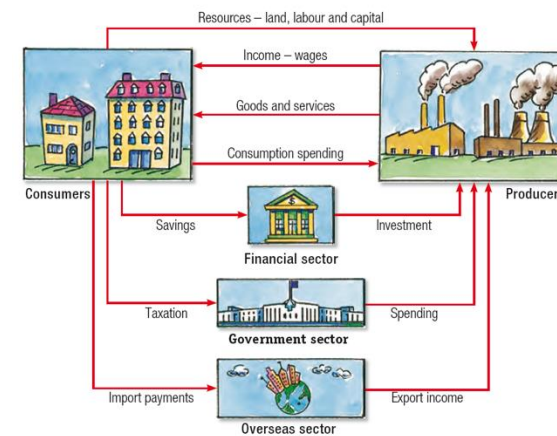 Resources – land, labour and capital
Income – wages
Goods and services
Consumption spending
Consumers
Producer
Savings
Investment
Financial sector
Taxation
Spending
Government sector
Import payments
Export income
Overseas sector